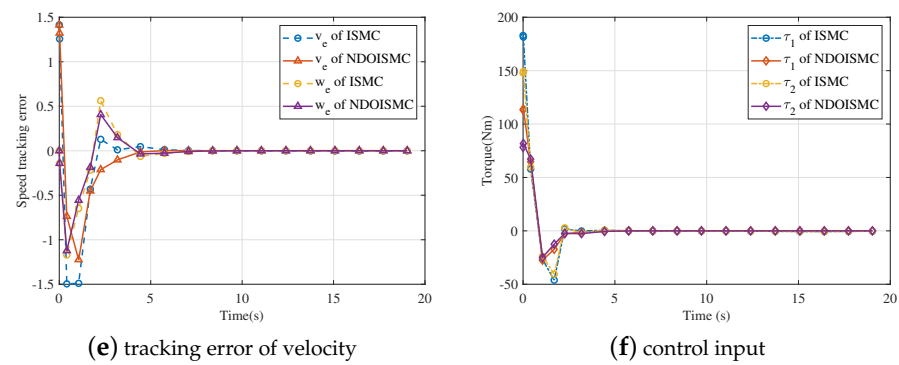 1.5
1
0.5
0
-0.5
-1
-1.5
Speed tracking error
0 5 10 15 20
Time(s)
v_e of ISMC
v_e of NDOISMC
w_e of ISMC
w_e of NDOISMC
(e) tracking error of velocity
200
150
100
50
0
-50
Torque(Nm)
0 5 10 15 20
Time (s)
τ_1 of ISMC
τ_1 of NDOISMC
τ_2 of ISMC
τ_2 of NDOISMC
(f) control input